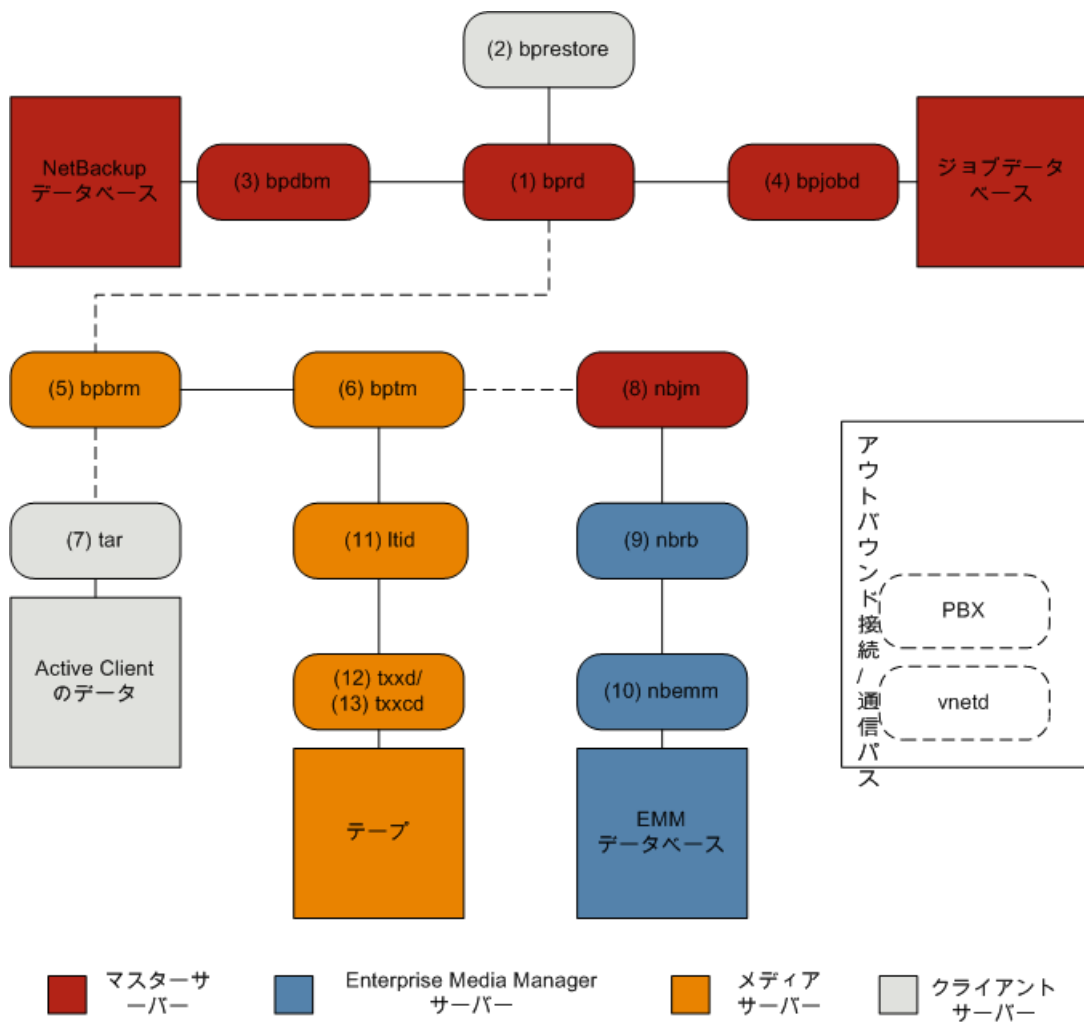 (2) bprestore
NetBackup
データベース
(3) bpdbm
(1) bprd
(4) bpjobd
ジョブデータ
ベース
(5) bpbrm
(6) bptm
(8) nbjm
(7) tar
(11) ltid
(9) nbrb
Active Client
のデータ
(12) txxd/
(13) txxcd
(10) nbemm
テープ
EMM
データベース
アウトバウンド接続/通信パス
PBX
vnetd
マスターサ
ーバー
Enterprise Media Manager
サーバー
メディア
サーバー
クライアント
サーバー